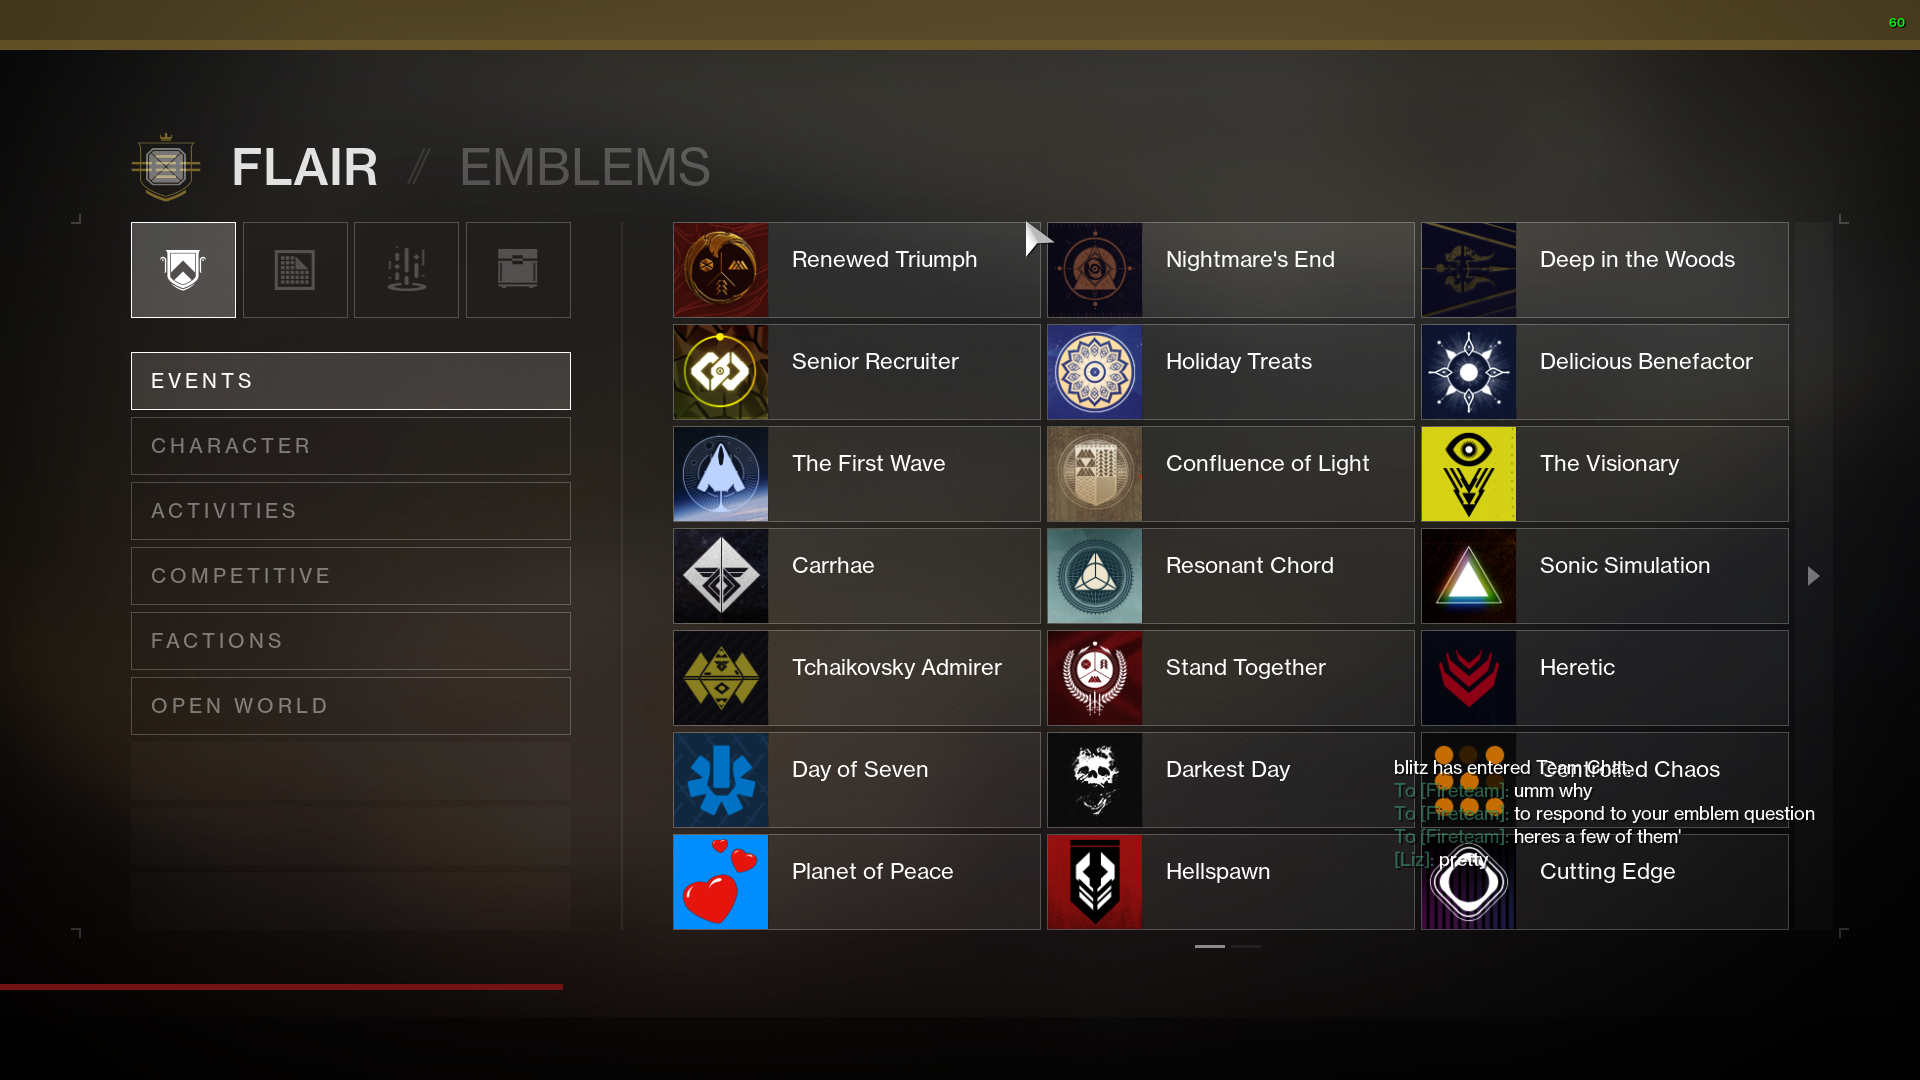 60
FLAIR // EMBLEMS
EVENTS
CHARACTER
ACTIVITIES
COMPETITIVE
FACTIONS
OPEN WORLD
Renewed Triumph
Nightmare's End
Deep in the Woods
Senior Recruiter
Holiday Treats
Delicious Benefactor
The First Wave
Confluence of Light
The Visionary
Carrhae
Resonant Chord
Sonic Simulation
Tchaikovsky Admirer
Stand Together
Heretic
Day of Seven
Darkest Day
Controlled Chaos
Planet of Peace
Hellspawn
Cutting Edge
blitz has entered Team Chat.
To [Fireteam]: umm why
To [Fireteam]: to respond to your emblem question
To [Fireteam]: heres a few of them'
[Liz]: pretty